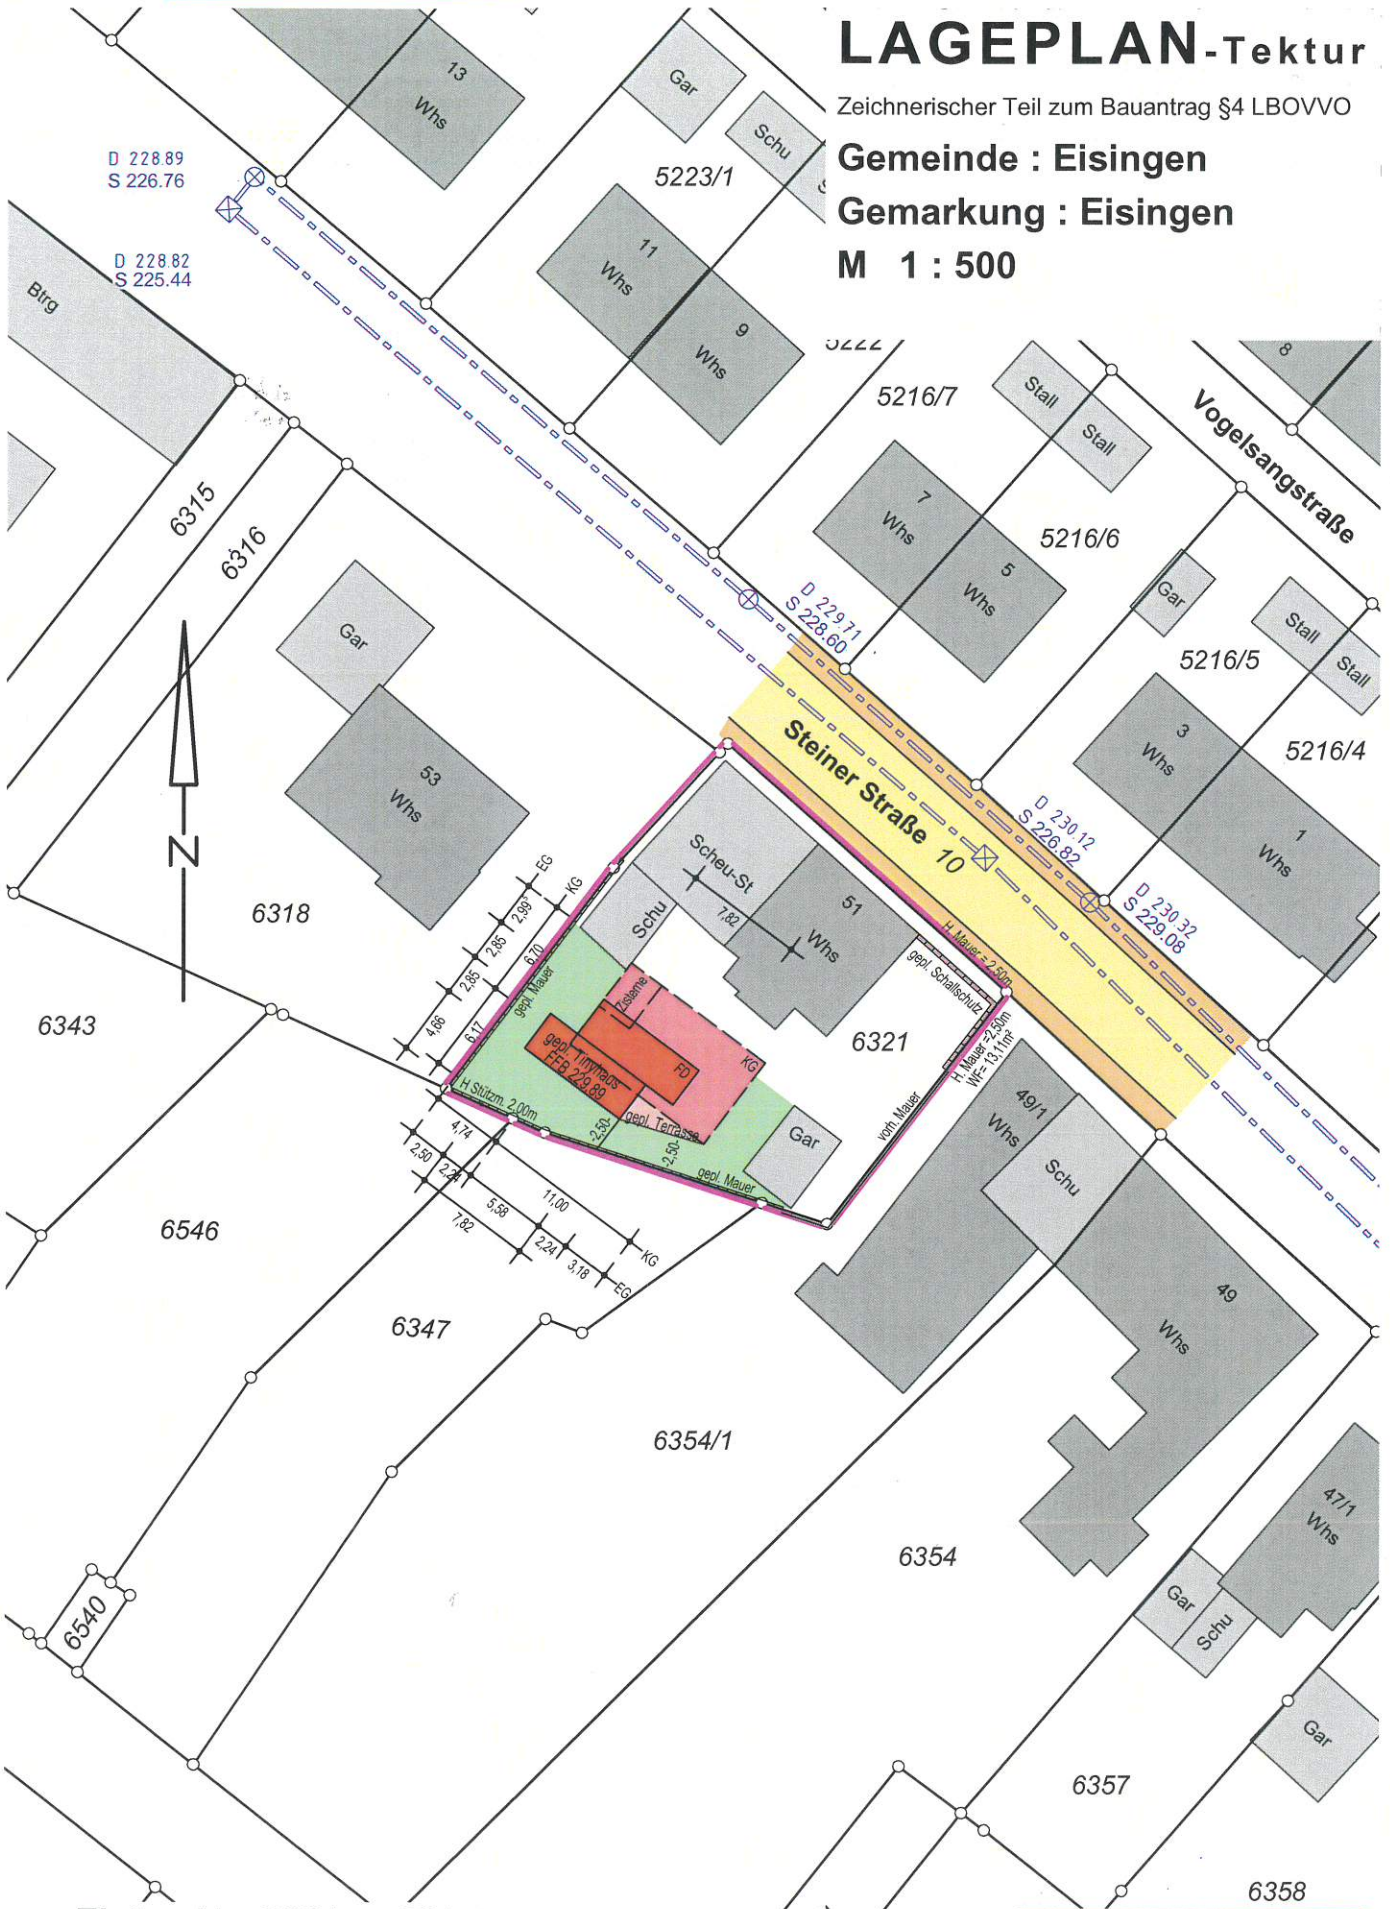 LAGEPLAN-Tektur
Zeichnerischer Teil zum Bauantrag §4 LBOVVO
Gemeinde : Eisingen
Gemarkung : Eisingen
M 1 : 500
13
Whs
Gar
Schu
5223/1
D 228.89
S 226.76
D 228.82
S 225.44
Btrg
11
Whs
9
Whs
5222
5216/7
Stall
Stall
8
Vogelsangstraße
7
Whs
5
Whs
5216/6
Gar
Stall
Stall
5216/5
5216/4
6315
6316
D 229.71
S 228.60
Gar
53
Whs
Steiner Straße 10
3
Whs
1
Whs
D 230.12
S 226.82
D 230.32
S 229.08
N
6318
6343
Scheu-St
Schu
7,82
51
Whs
H. Mauer = 2,50m
gepl. Schallschutz
H. Mauer =2,50m
WF= 13,11m²
6321
vorh. Mauer
EG
KG
2,99⁵
2,85
2,85
4,66
6,70
6,17
gepl. Mauer
Zisterne
gepl. Tinyhaus
FFB 229.89
FD
KG
gepl. Terrasse
H Stützm. 2,00m
-2,50-
-2,50-
gepl. Mauer
Gar
4,74
2,50
2,24
5,58
11,00
7,82
2,24
3,18
KG
EG
49/1
Whs
Schu
49
Whs
6546
6347
6354/1
6354
47/1
Whs
Gar
Schu
Gar
6540
6357
6358